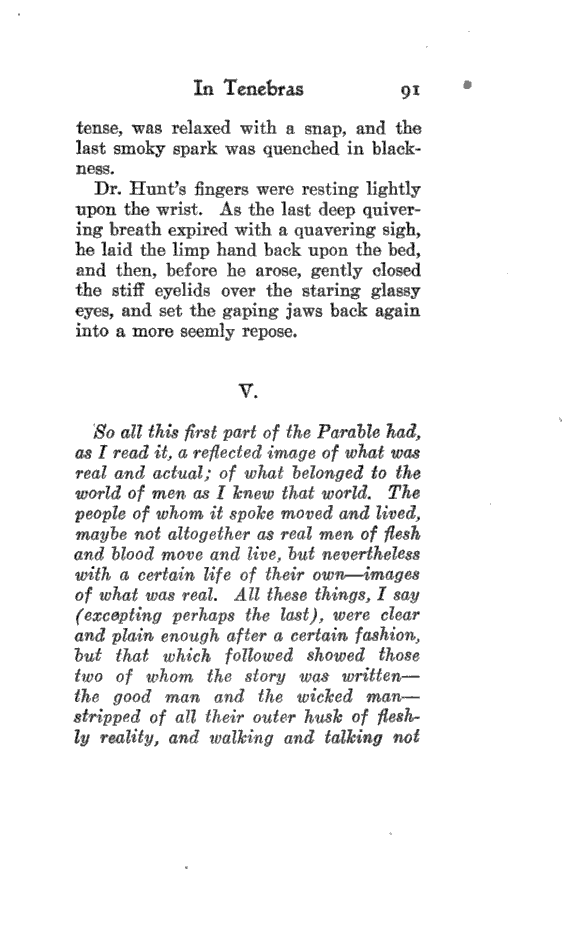 In Tenebras 91
tense, was relaxed with a snap, and the
last smoky spark was quenched in black-
ness.
Dr. Hunt's fingers were resting lightly
upon the wrist. As the last deep quiver-
ing breath expired with a quavering sigh,
he laid the limp hand back upon the bed,
and then, before he arose, gently closed
the stiff eyelids over the staring glassy
eyes, and set the gaping jaws back again
into a more seemly repose.
V.
So all this first part of the Parable had,
as I read it, a reflected image of what was
real and actual; of what belonged to the
world of men as I knew that world. The
people of whom it spoke moved and lived,
maybe not altogether as real men of flesh
and blood move and live, but nevertheless
with a certain life of their own—images
of what was real. All these things, I say
(excepting perhaps the last), were clear
and plain enough after a certain fashion,
but that which followed showed those
two of whom the story was written—
the good man and the wicked man—
stripped of all their outer husk of flesh-
ly reality, and walking and talking not